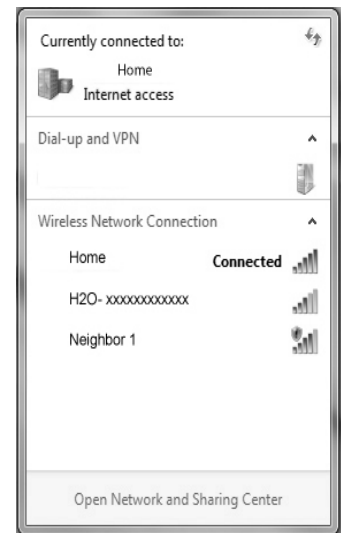 Currently connected to:
Home
Internet access
Dial-up and VPN
Wireless Network Connection
Home Connected
H2O- xxxxxxxxxxxx
Neighbor 1
Open Network and Sharing Center